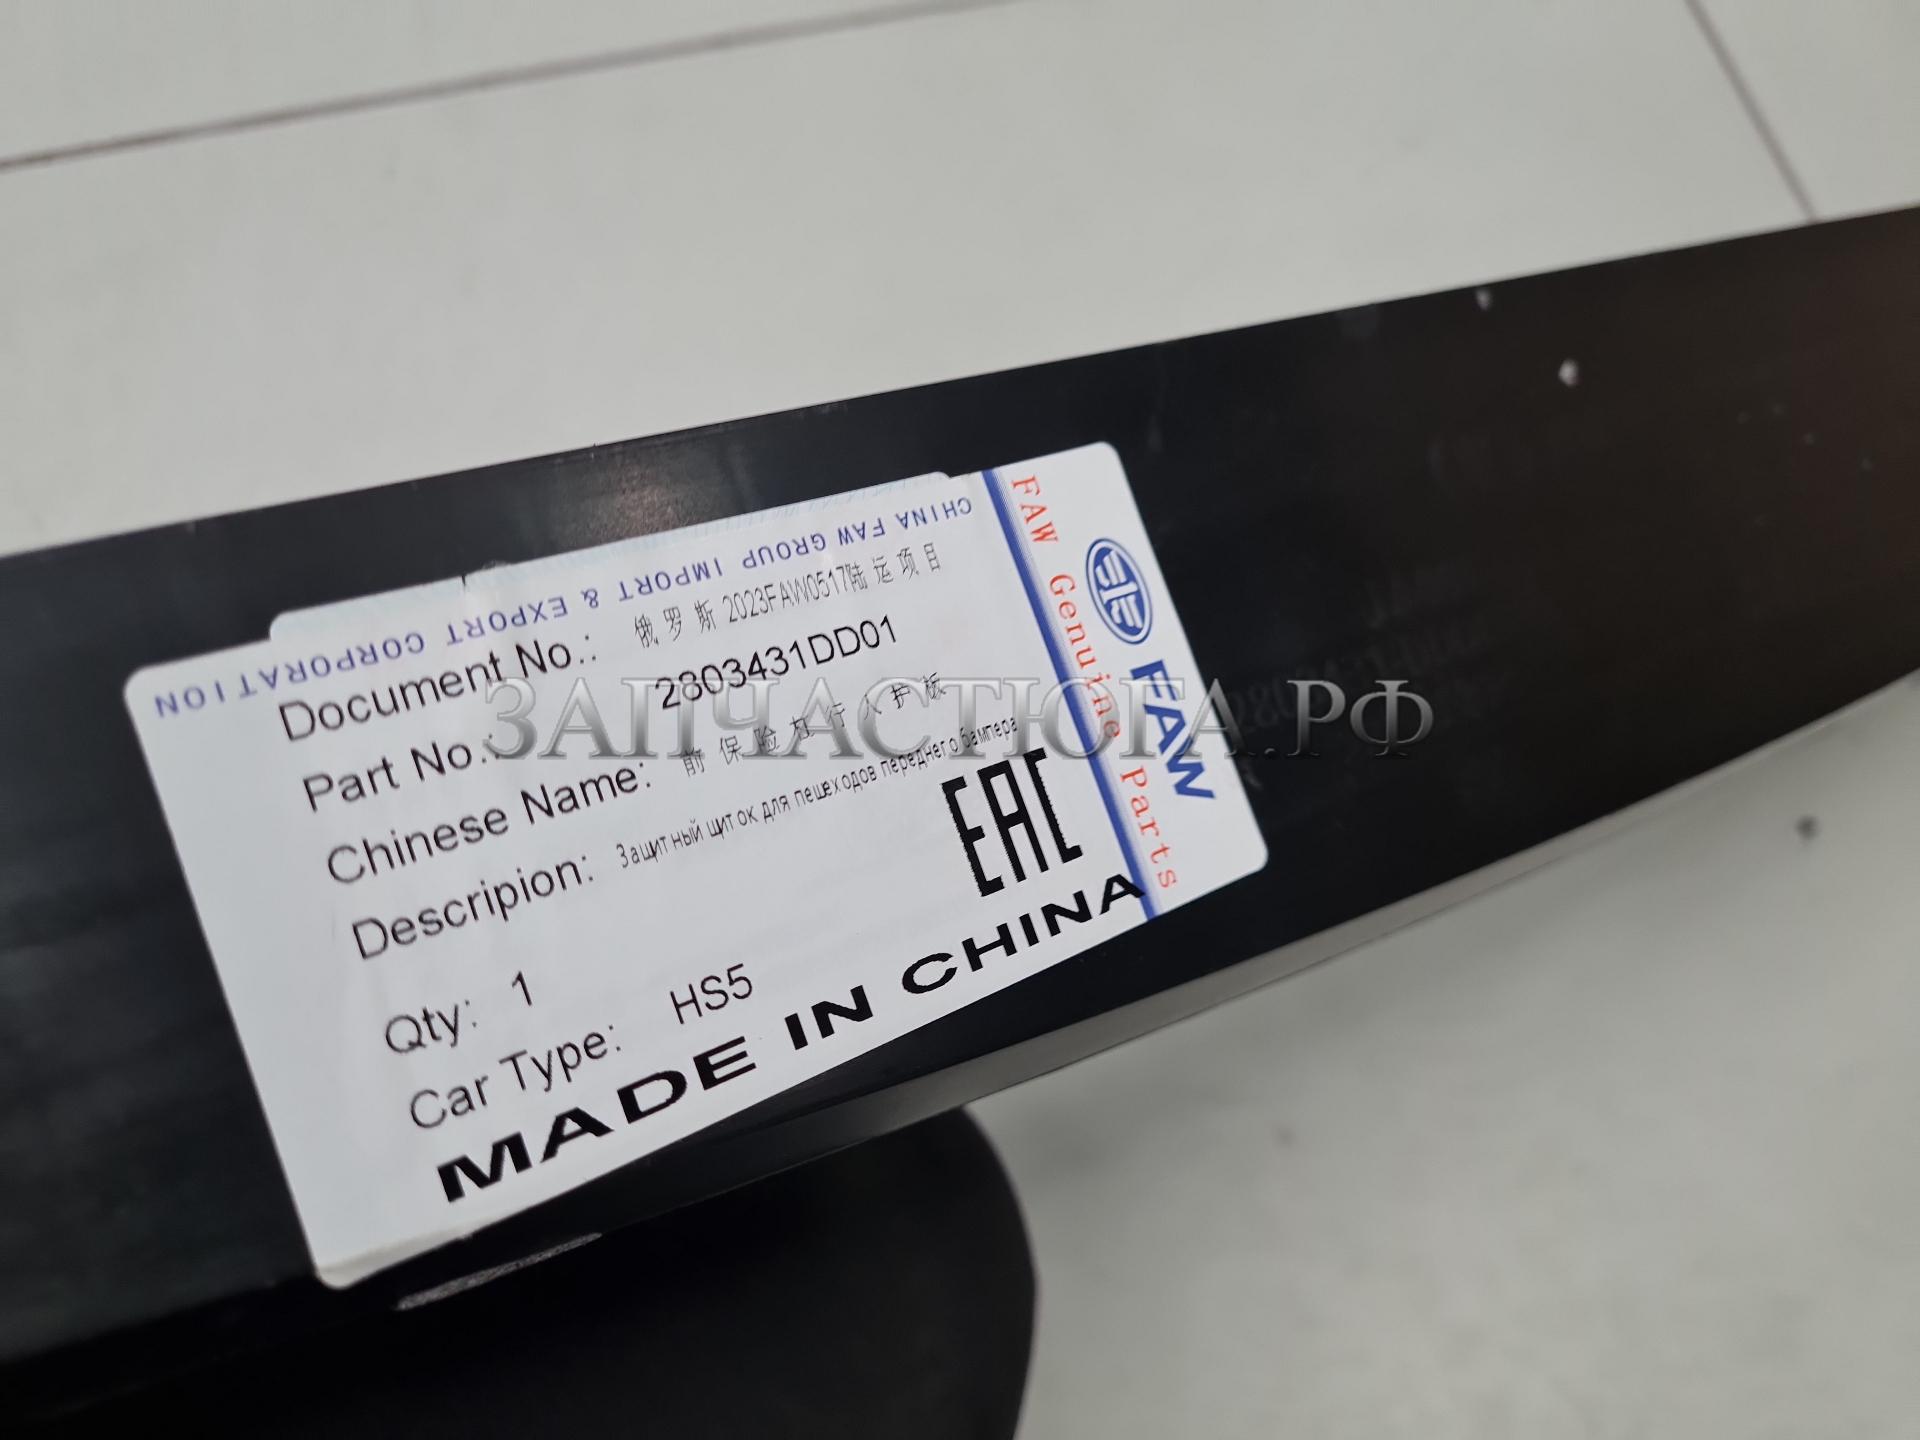 CHINA FAW GROUP IMPORT & EXPORT CORPORATION
Document No.: 俄罗斯 2023FAW0517陆运项目
Part No.: 2803431DD01
Chinese Name: 前保险杠行人护板
Descripion: Защитный щиток для пешеходов переднего бампера
Qty: 1
Car Type: HS5
EAC
MADE IN CHINA
FAW Genuine Parts
FAW
ЗАПЧАСТЮГА.РФ